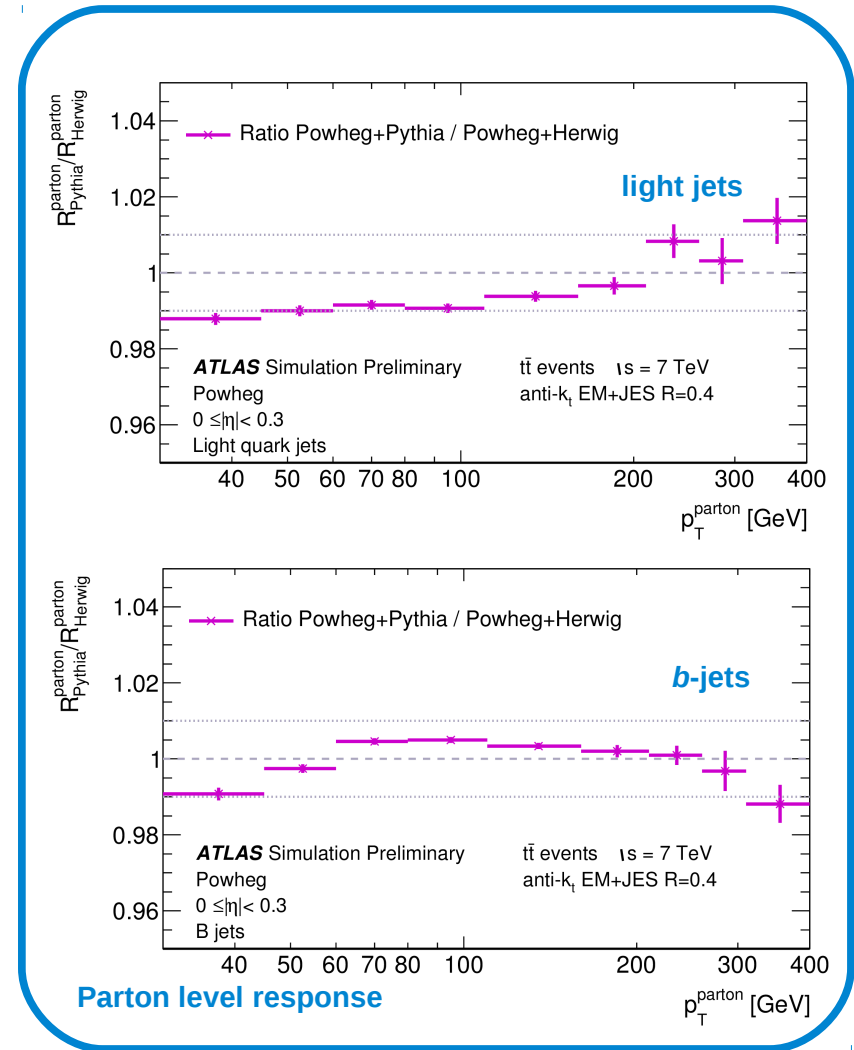 R^parton_Pythia/R^parton_Herwig
1.04
1.02
1
0.98
0.96
Ratio Powheg+Pythia / Powheg+Herwig
light jets
ATLAS Simulation Preliminary
Powheg
0 ≤|η|< 0.3
Light quark jets
tt̄ events √s = 7 TeV
anti-k_t EM+JES R=0.4
40 50 60 70 80 100 200 300 400
p_T^parton [GeV]
R^parton_Pythia/R^parton_Herwig
1.04
1.02
1
0.98
0.96
Ratio Powheg+Pythia / Powheg+Herwig
b-jets
ATLAS Simulation Preliminary
Powheg
0 ≤|η|< 0.3
B jets
tt̄ events √s = 7 TeV
anti-k_t EM+JES R=0.4
40 50 60 70 80 100 200 300 400
p_T^parton [GeV]
Parton level response